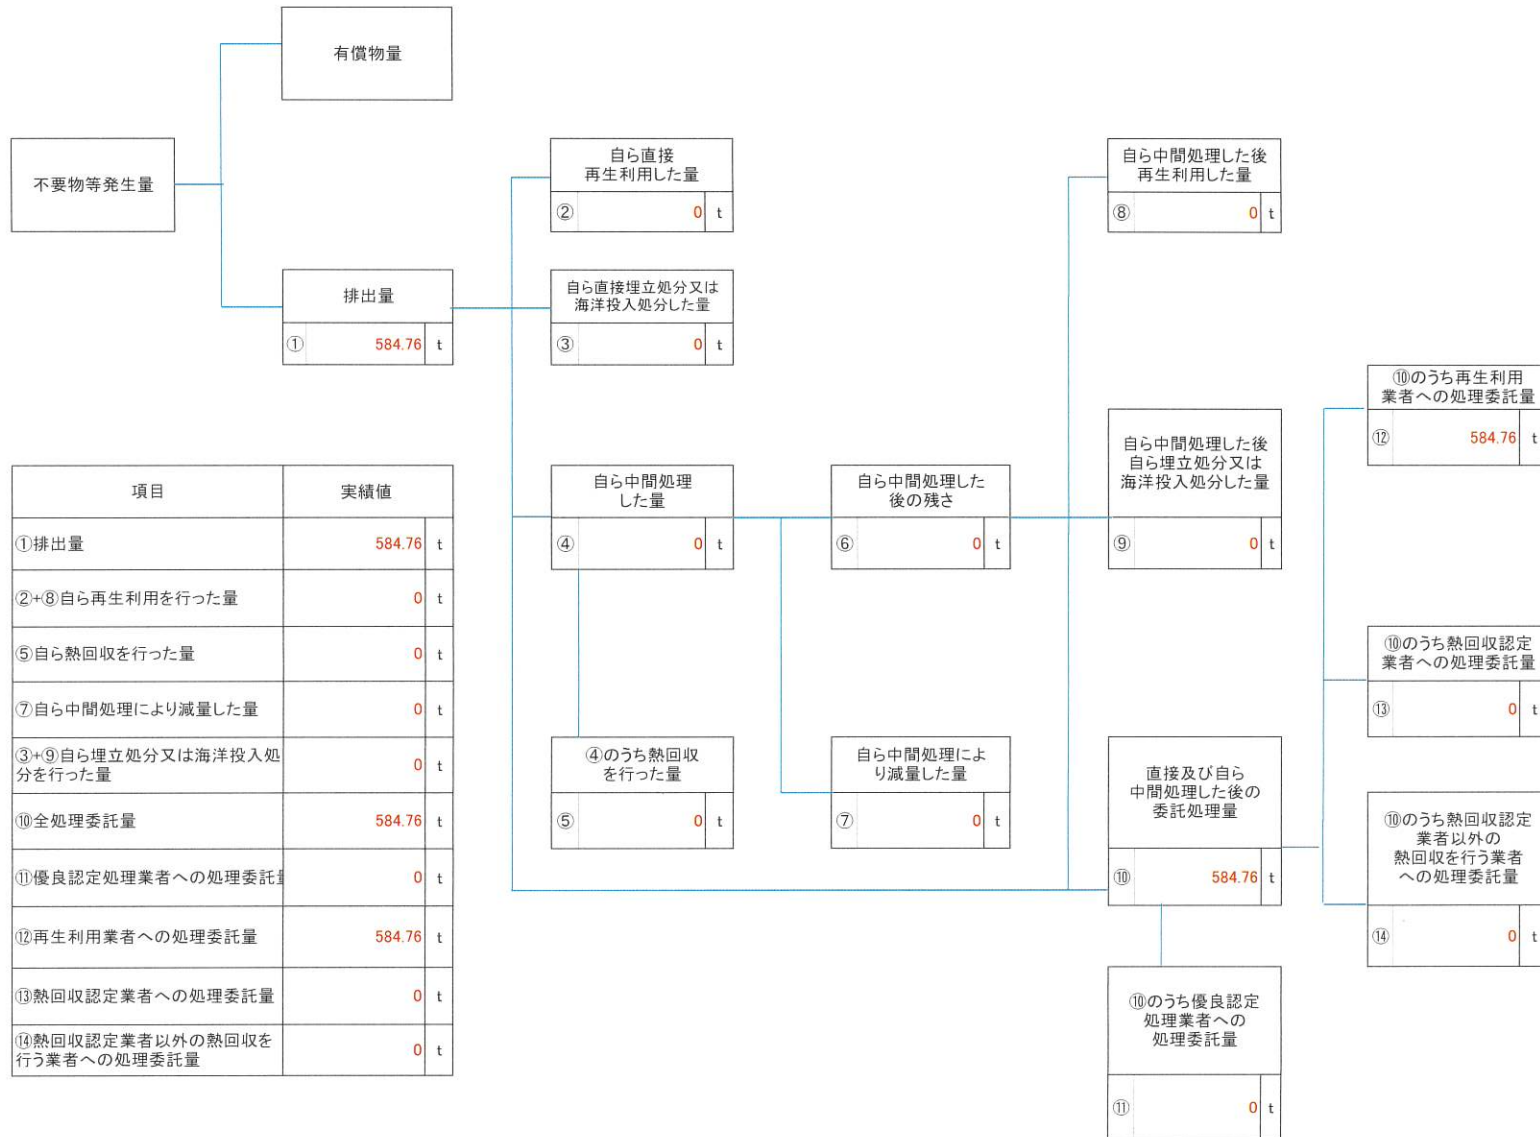 有償物量
不要物等発生量
排出量
① 584.76 t
自ら直接
再生利用した量
② 0 t
自ら直接埋立処分又は
海洋投入処分した量
③ 0 t
自ら中間処理
した量
④ 0 t
④のうち熱回収
を行った量
⑤ 0 t
自ら中間処理した
後の残さ
⑥ 0 t
自ら中間処理によ
り減量した量
⑦ 0 t
自ら中間処理した後
再生利用した量
⑧ 0 t
自ら中間処理した後
自ら埋立処分又は
海洋投入処分した量
⑨ 0 t
直接及び自ら
中間処理した後の
委託処理量
⑩ 584.76 t
⑩のうち優良認定
処理業者への
処理委託量
⑪ 0 t
⑩のうち再生利用
業者への処理委託量
⑫ 584.76 t
⑩のうち熱回収認定
業者への処理委託量
⑬ 0 t
⑩のうち熱回収認定
業者以外の
熱回収を行う業者
への処理委託量
⑭ 0 t
項目 実績値
①排出量 584.76 t
②+⑧自ら再生利用を行った量 0 t
⑤自ら熱回収を行った量 0 t
⑦自ら中間処理により減量した量 0 t
③+⑨自ら埋立処分又は海洋投入処
分を行った量 0 t
⑩全処理委託量 584.76 t
⑪優良認定処理業者への処理委託 0 t
⑫再生利用業者への処理委託量 584.76 t
⑬熱回収認定業者への処理委託量 0 t
⑭熱回収認定業者以外の熱回収を
行う業者への処理委託量 0 t